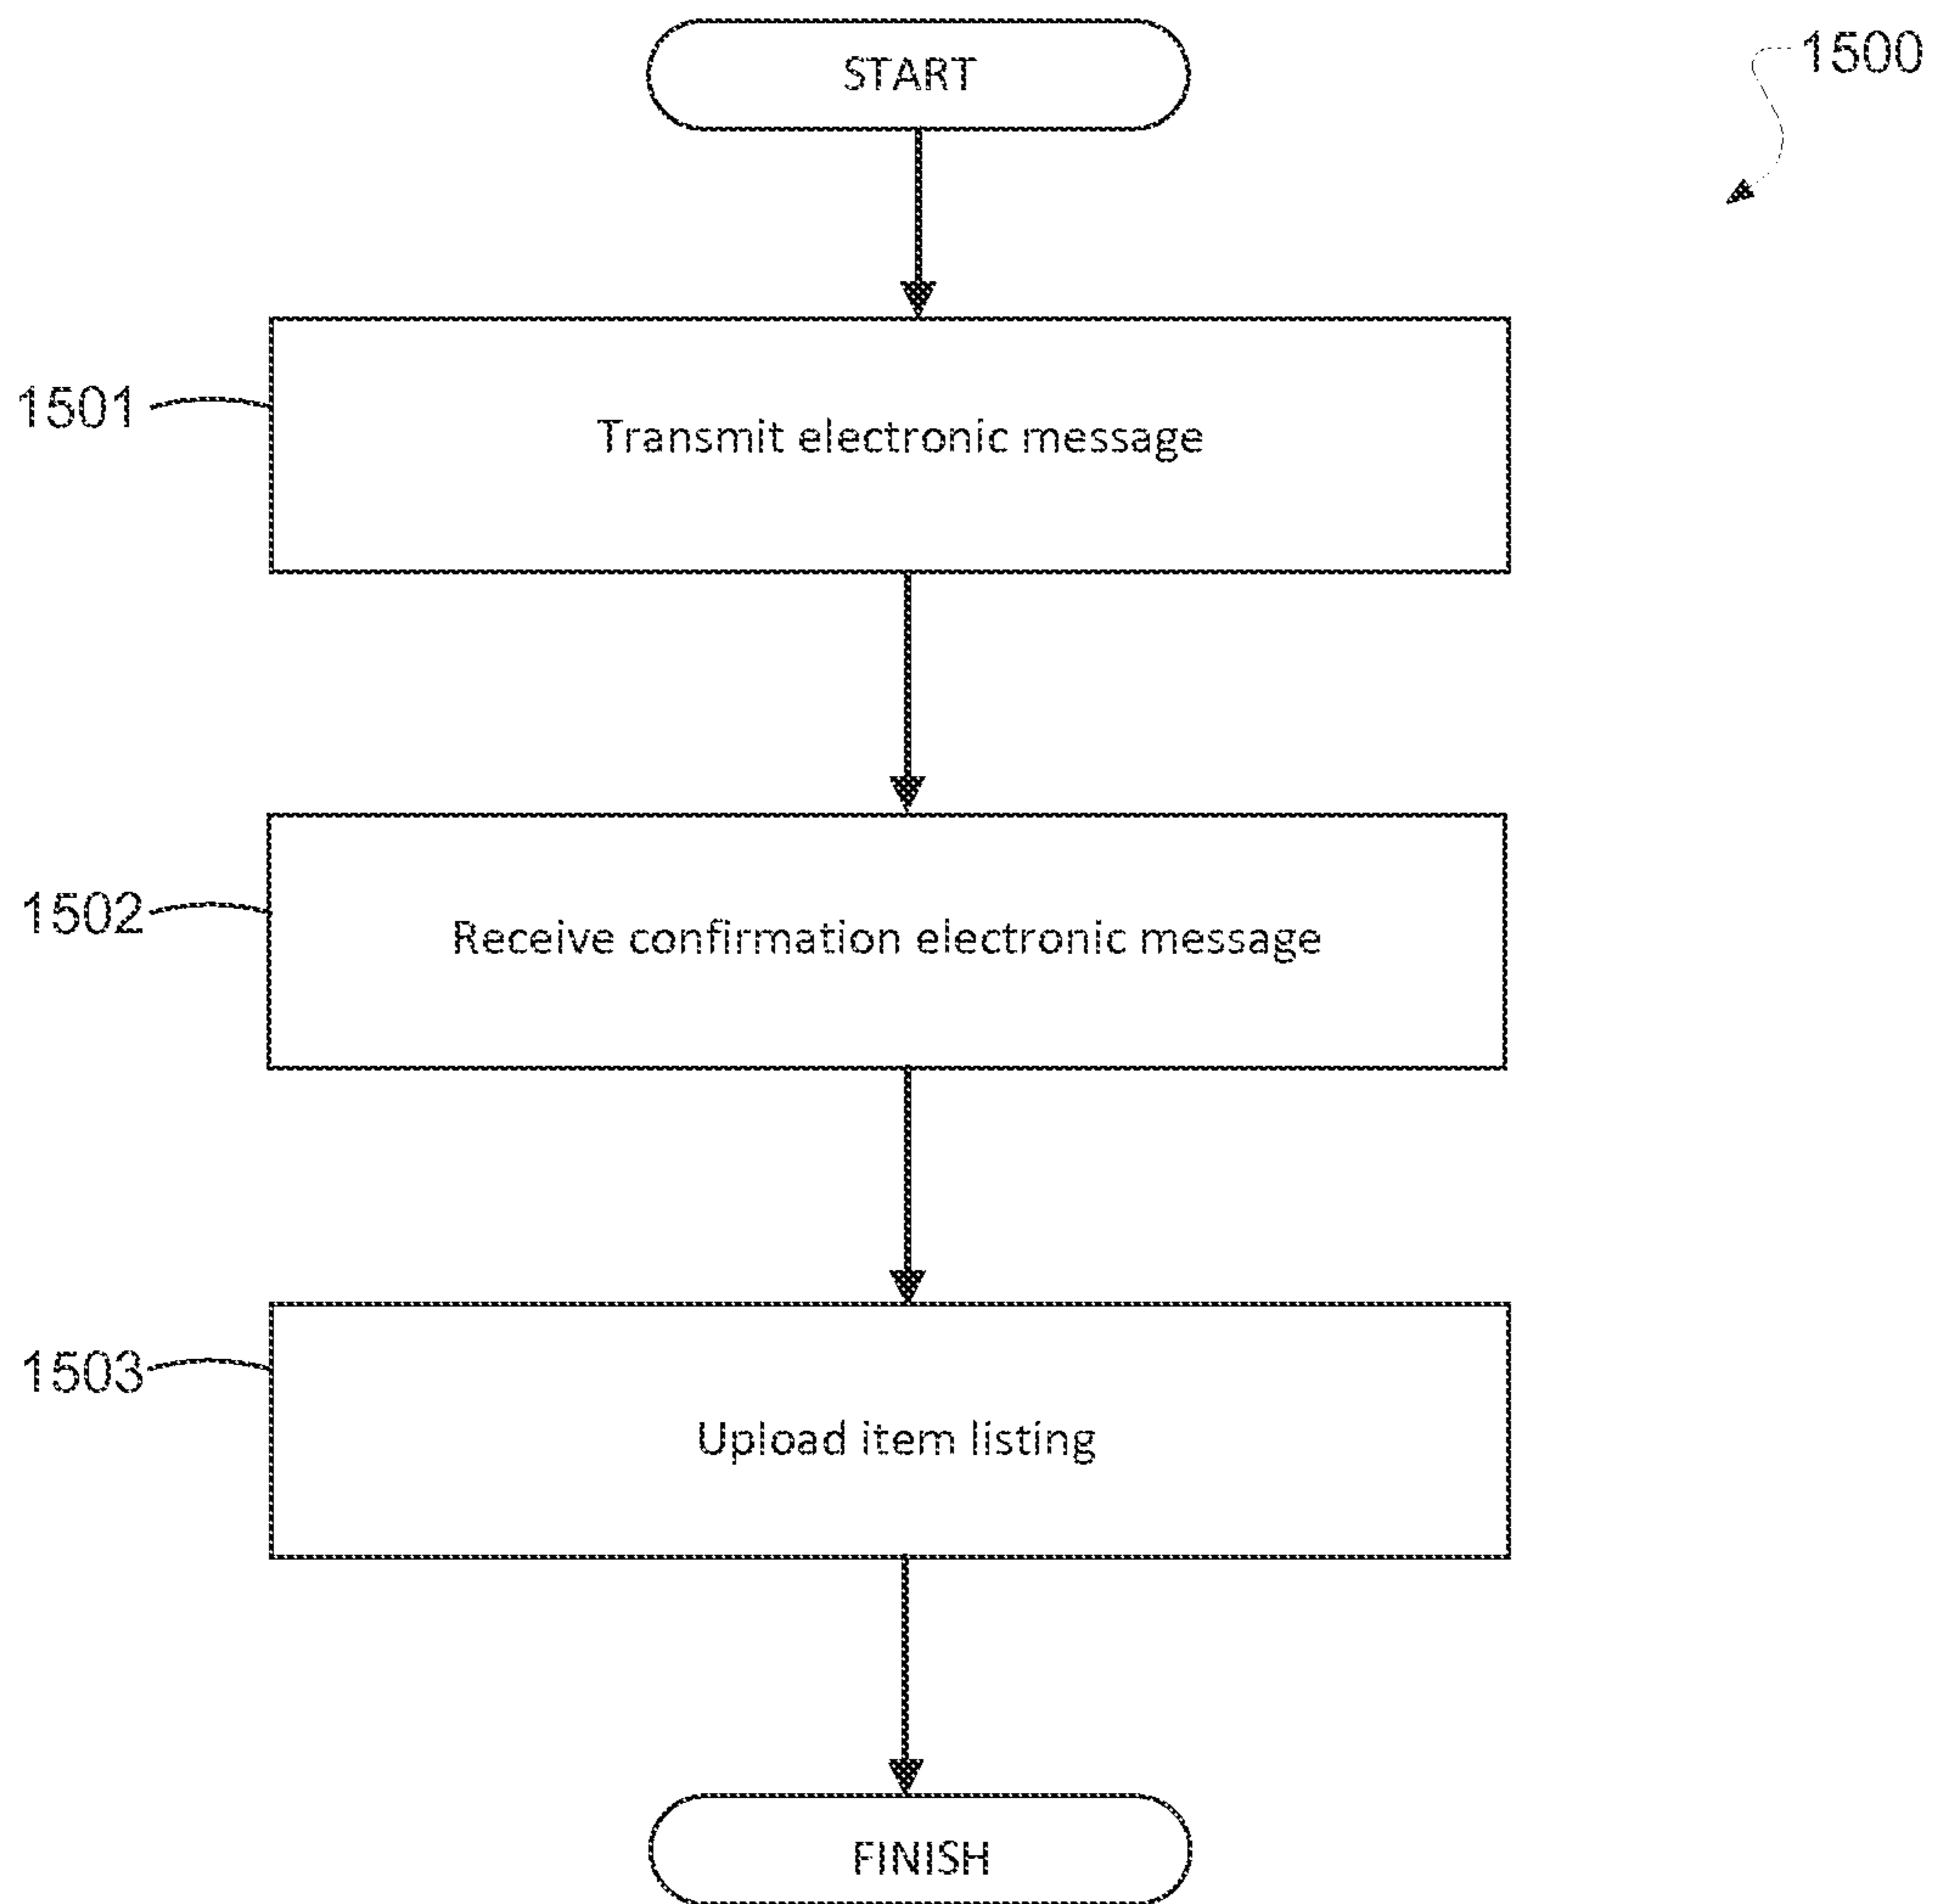 START
1500
1501
Transmit electronic message
1502
Receive confirmation electronic message
1503
Upload item listing
FINISH